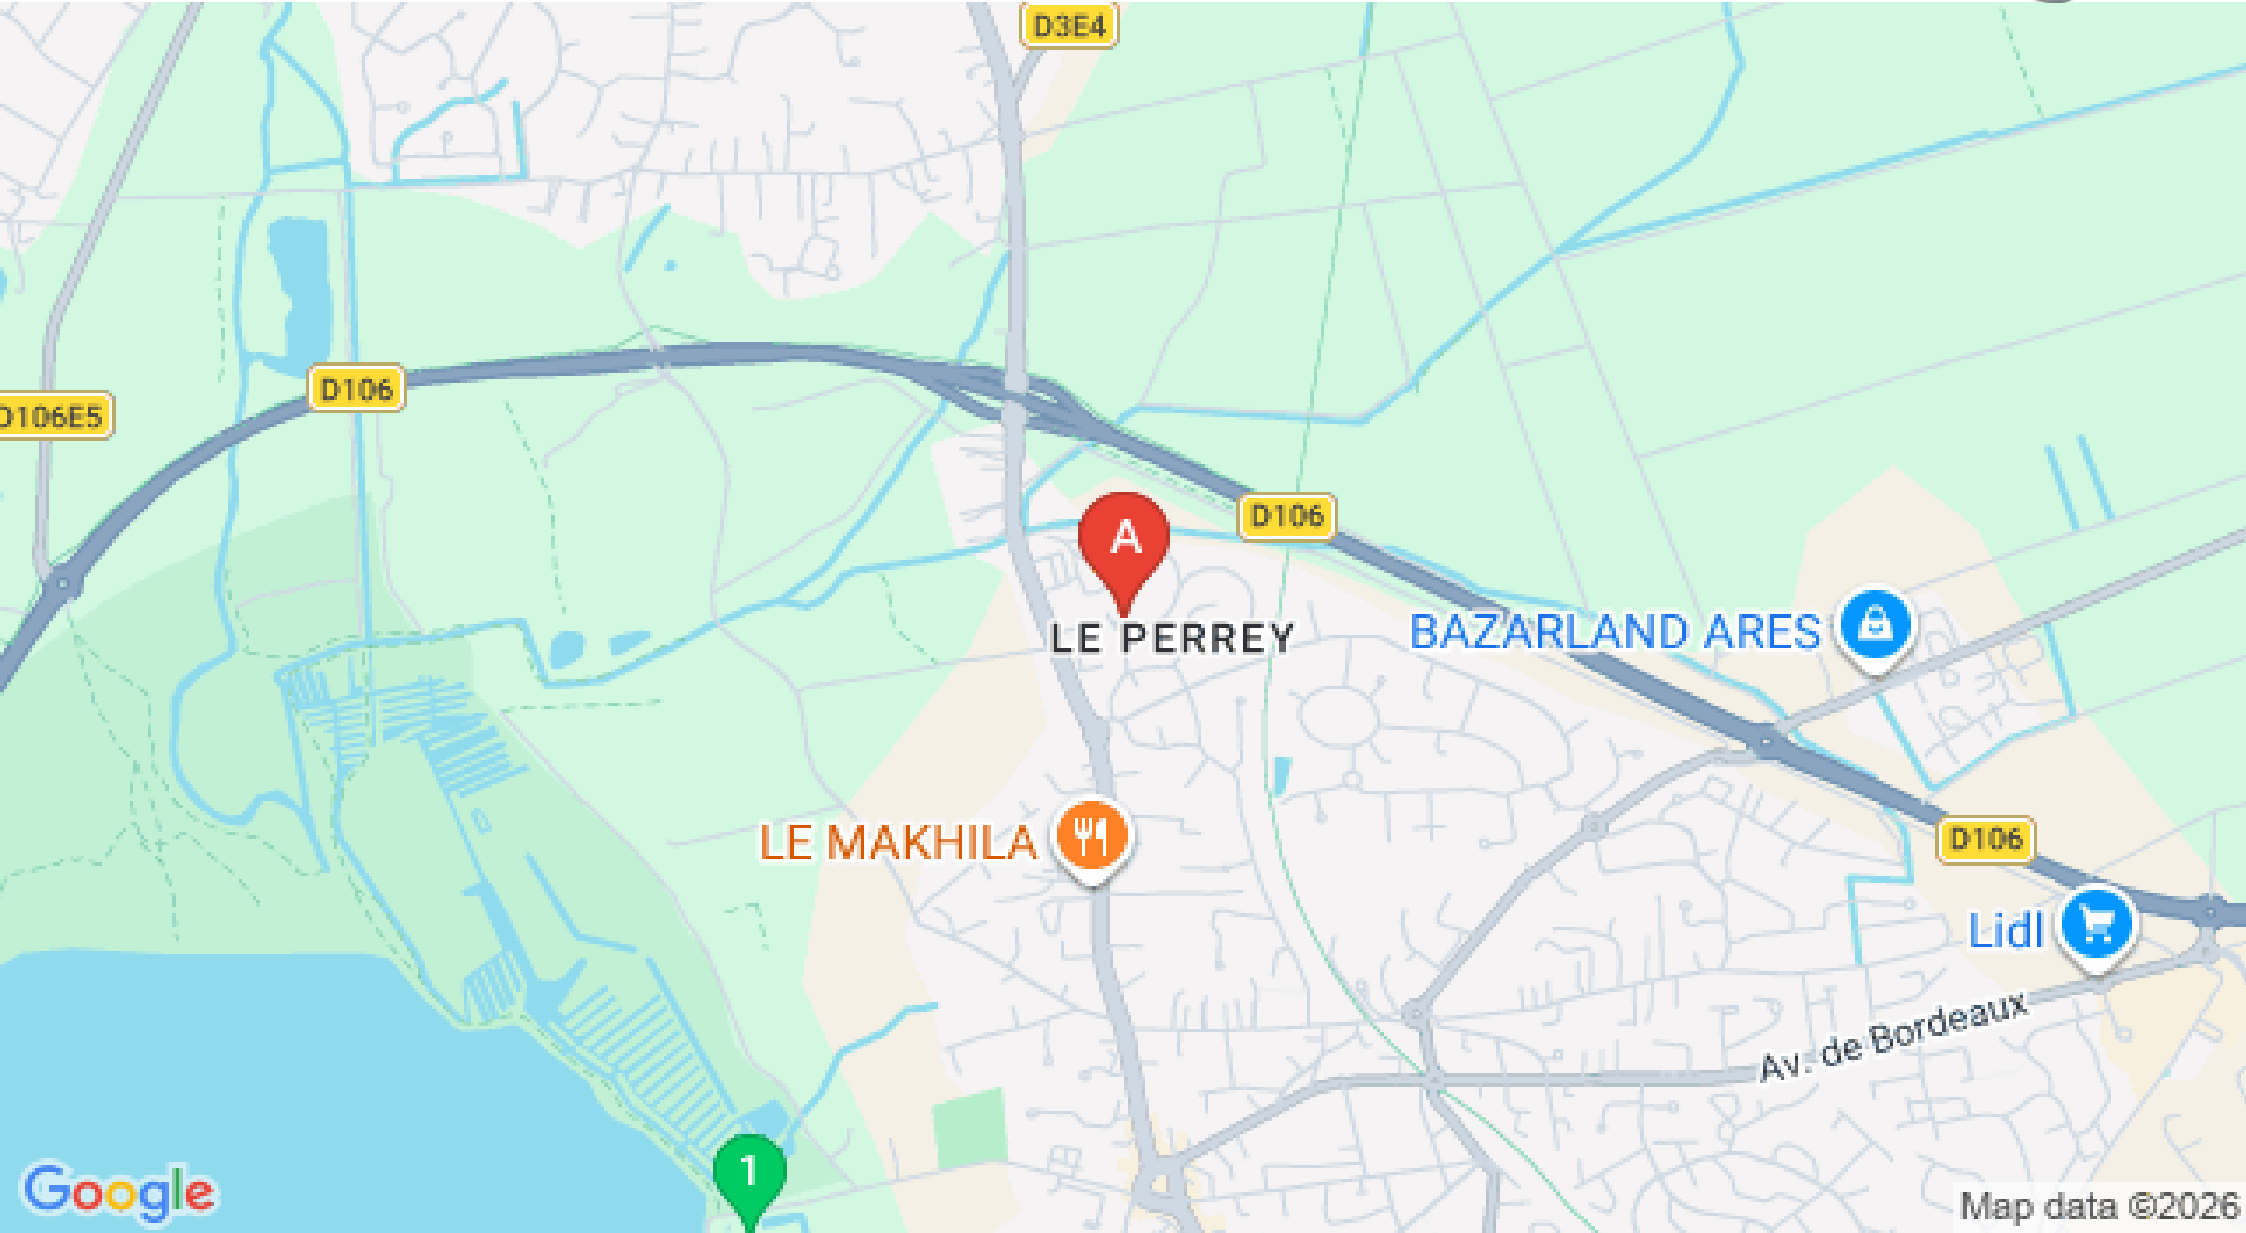 D3E4
D106
D106E5
D106
A
LE PERREY
BAZARLAND ARES
LE MAKHILA
D106
Lidl
Av. de Bordeaux
1
Google
Map data ©2026